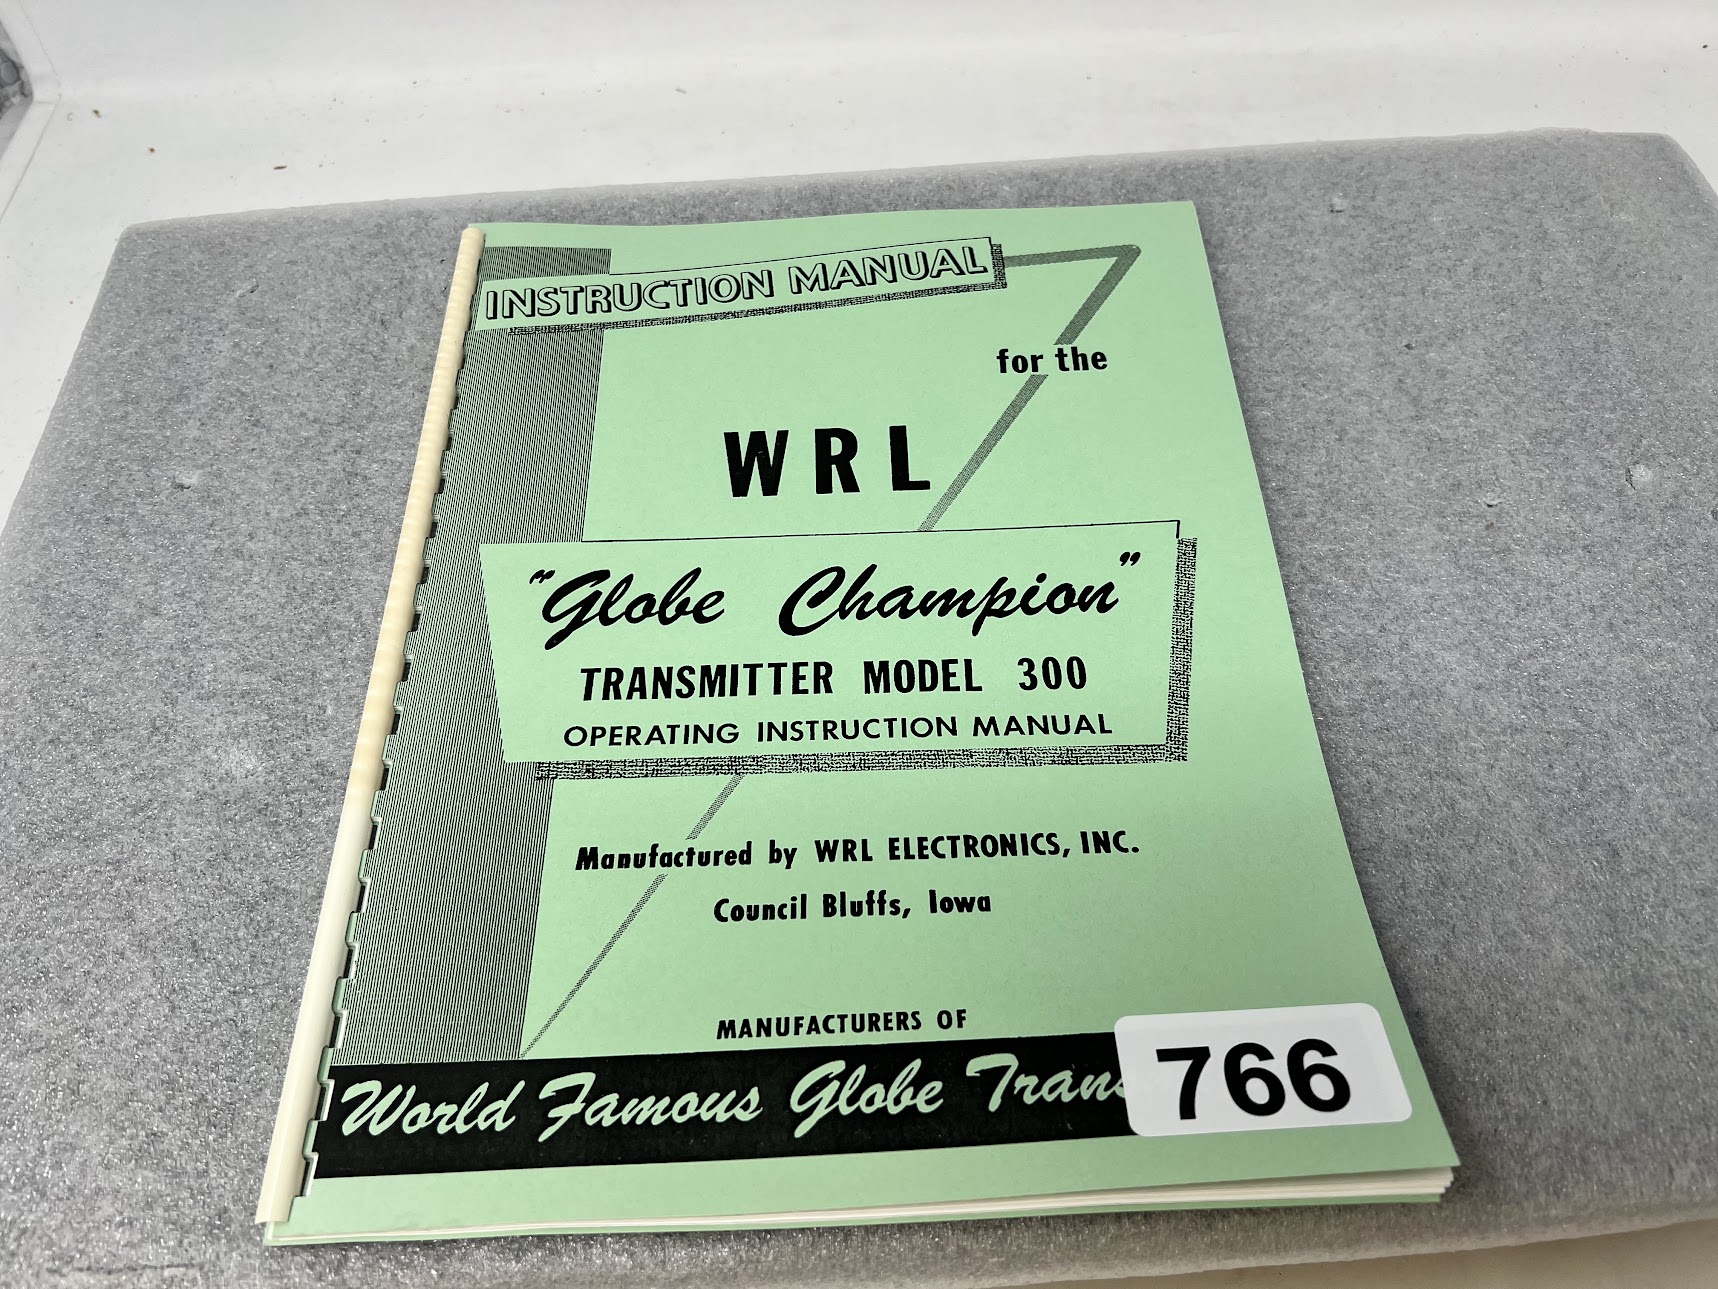 INSTRUCTION MANUAL
for the
WRL
"Globe Champion"
TRANSMITTER MODEL 300
OPERATING INSTRUCTION MANUAL
Manufactured by WRL ELECTRONICS, INC.
Council Bluffs, Iowa
MANUFACTURERS OF
World Famous Globe
766